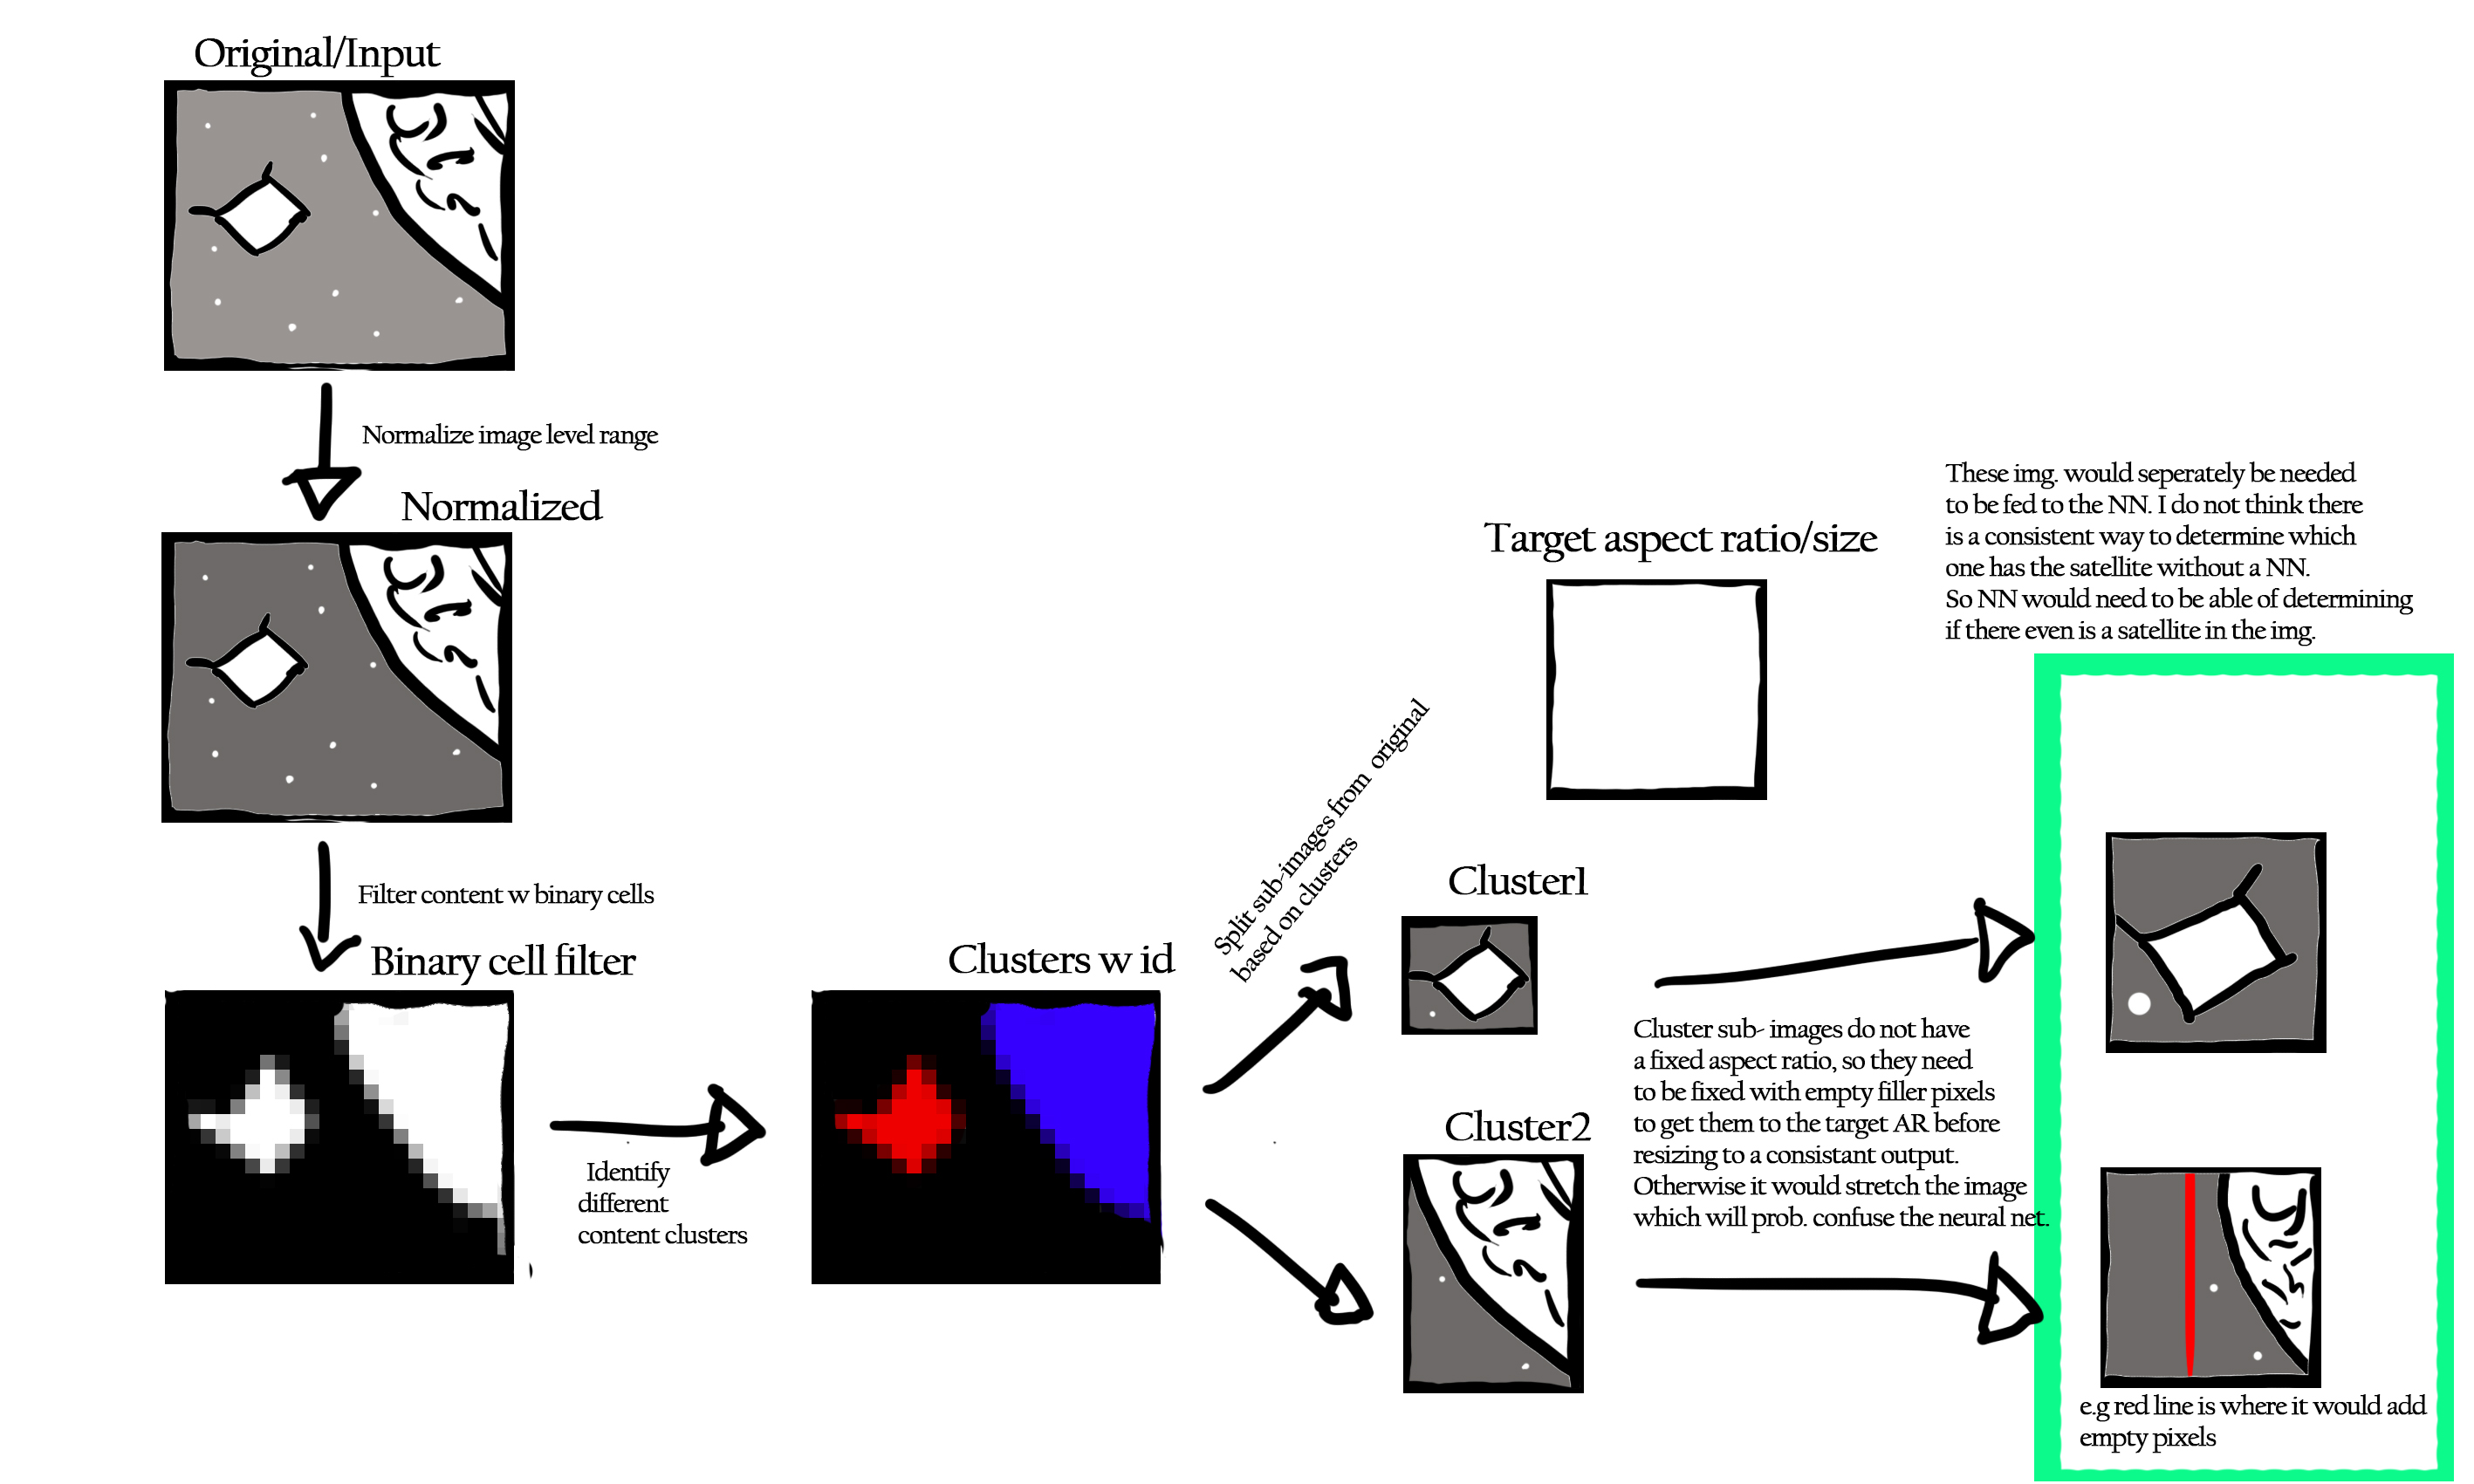 Original/Input
Normalize image level range
Normalized
Filter content w binary cells
Binary cell filter
Identify
different
content clusters
Clusters w id
Split sub-images from original
based on clusters
Target aspect ratio/size
Cluster1
Cluster2
Cluster sub- images do not have
a fixed aspect ratio, so they need
to be fixed with empty filler pixels
to get them to the target AR before
resizing to a consistant output.
Otherwise it would stretch the image
which will prob. confuse the neural net.
These img. would seperately be needed
to be fed to the NN. I do not think there
is a consistent way to determine which
one has the satellite without a NN.
So NN would need to be able of determining
if there even is a satellite in the img.
e.g red line is where it would add
empty pixels